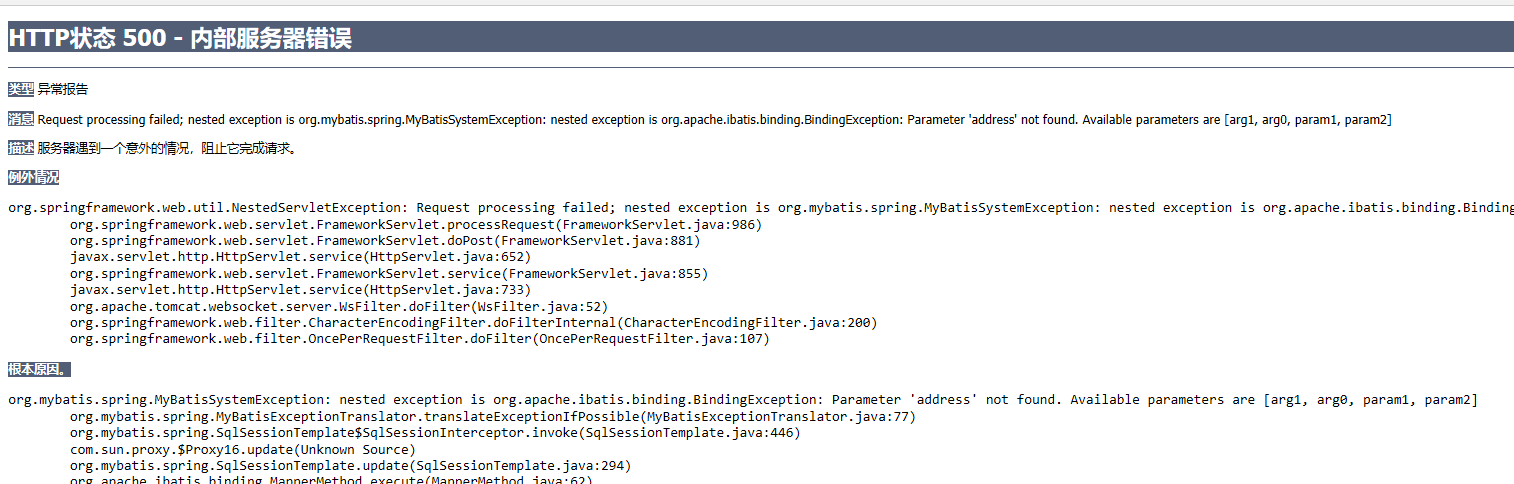 HTTP状态 500 - 内部服务器错误
类型 异常报告
消息 Request processing failed; nested exception is org.mybatis.spring.MyBatisSystemException: nested exception is org.apache.ibatis.binding.BindingException: Parameter 'address' not found. Available parameters are [arg1, arg0, param1, param2]
描述 服务器遇到一个意外的情况，阻止它完成请求。
例外情况
org.springframework.web.util.NestedServletException: Request processing failed; nested exception is org.mybatis.spring.MyBatisSystemException: nested exception is org.apache.ibatis.binding.Binding
org.springframework.web.servlet.FrameworkServlet.processRequest(FrameworkServlet.java:986)
org.springframework.web.servlet.FrameworkServlet.doPost(FrameworkServlet.java:881)
javax.servlet.http.HttpServlet.service(HttpServlet.java:652)
org.springframework.web.servlet.FrameworkServlet.service(FrameworkServlet.java:855)
javax.servlet.http.HttpServlet.service(HttpServlet.java:733)
org.apache.tomcat.websocket.server.WsFilter.doFilter(WsFilter.java:52)
org.springframework.web.filter.CharacterEncodingFilter.doFilterInternal(CharacterEncodingFilter.java:200)
org.springframework.web.filter.OncePerRequestFilter.doFilter(OncePerRequestFilter.java:107)
根本原因。
org.mybatis.spring.MyBatisSystemException: nested exception is org.apache.ibatis.binding.BindingException: Parameter 'address' not found. Available parameters are [arg1, arg0, param1, param2]
org.mybatis.spring.MyBatisExceptionTranslator.translateExceptionIfPossible(MyBatisExceptionTranslator.java:77)
org.mybatis.spring.SqlSessionTemplate$SqlSessionInterceptor.invoke(SqlSessionTemplate.java:446)
com.sun.proxy.$Proxy16.update(Unknown Source)
org.mybatis.spring.SqlSessionTemplate.update(SqlSessionTemplate.java:294)
org.apache.ibatis.binding.MapperMethod.execute(MapperMethod.java:62)